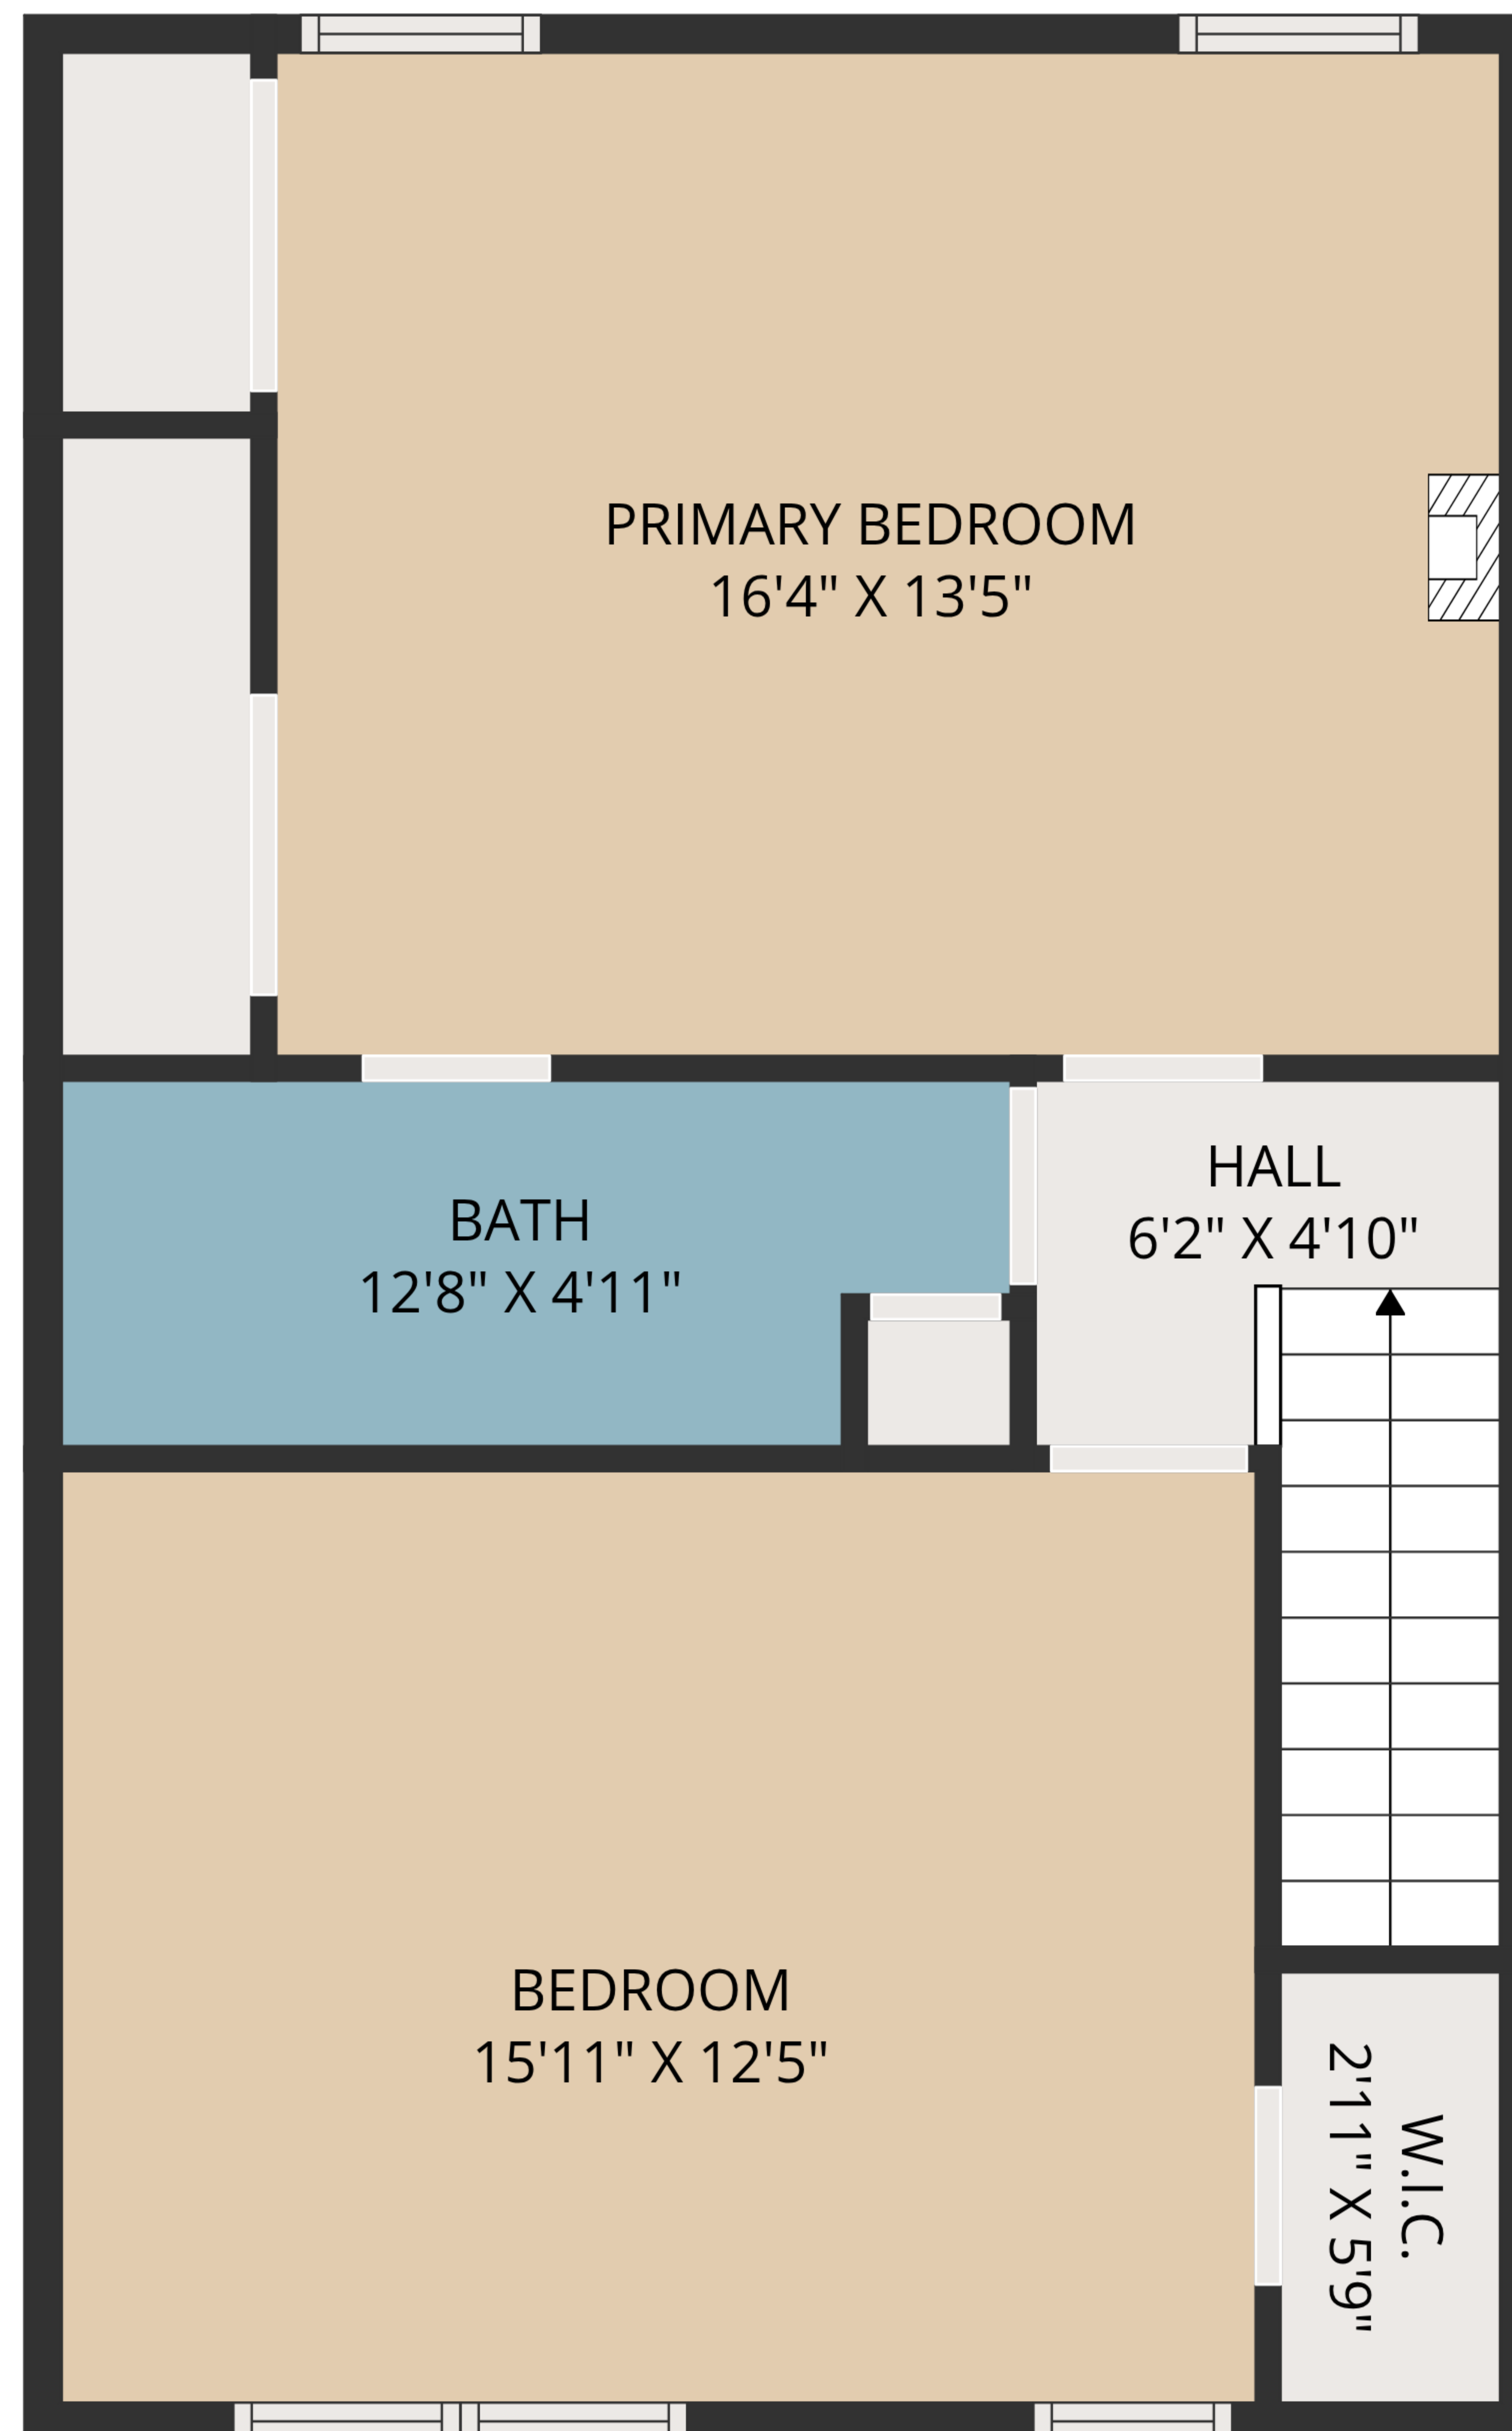 PRIMARY BEDROOM
16'4" X 13'5"
HALL
6'2" X 4'10"
BATH
12'8" X 4'11"
BEDROOM
15'11" X 12'5"
W.I.C.
2'11" X 5'9"